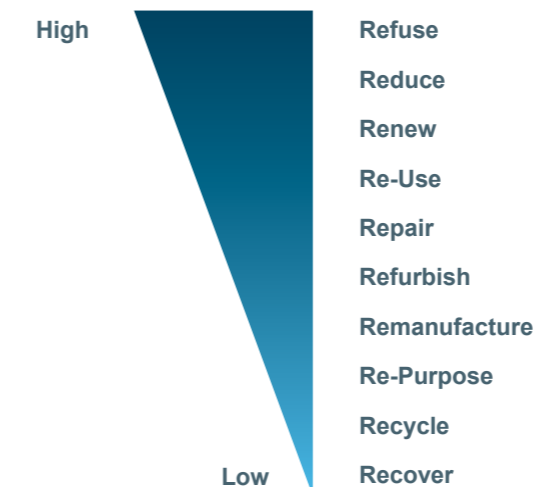 High
Refuse
Reduce
Renew
Re-Use
Repair
Refurbish
Remanufacture
Re-Purpose
Recycle
Low
Recover